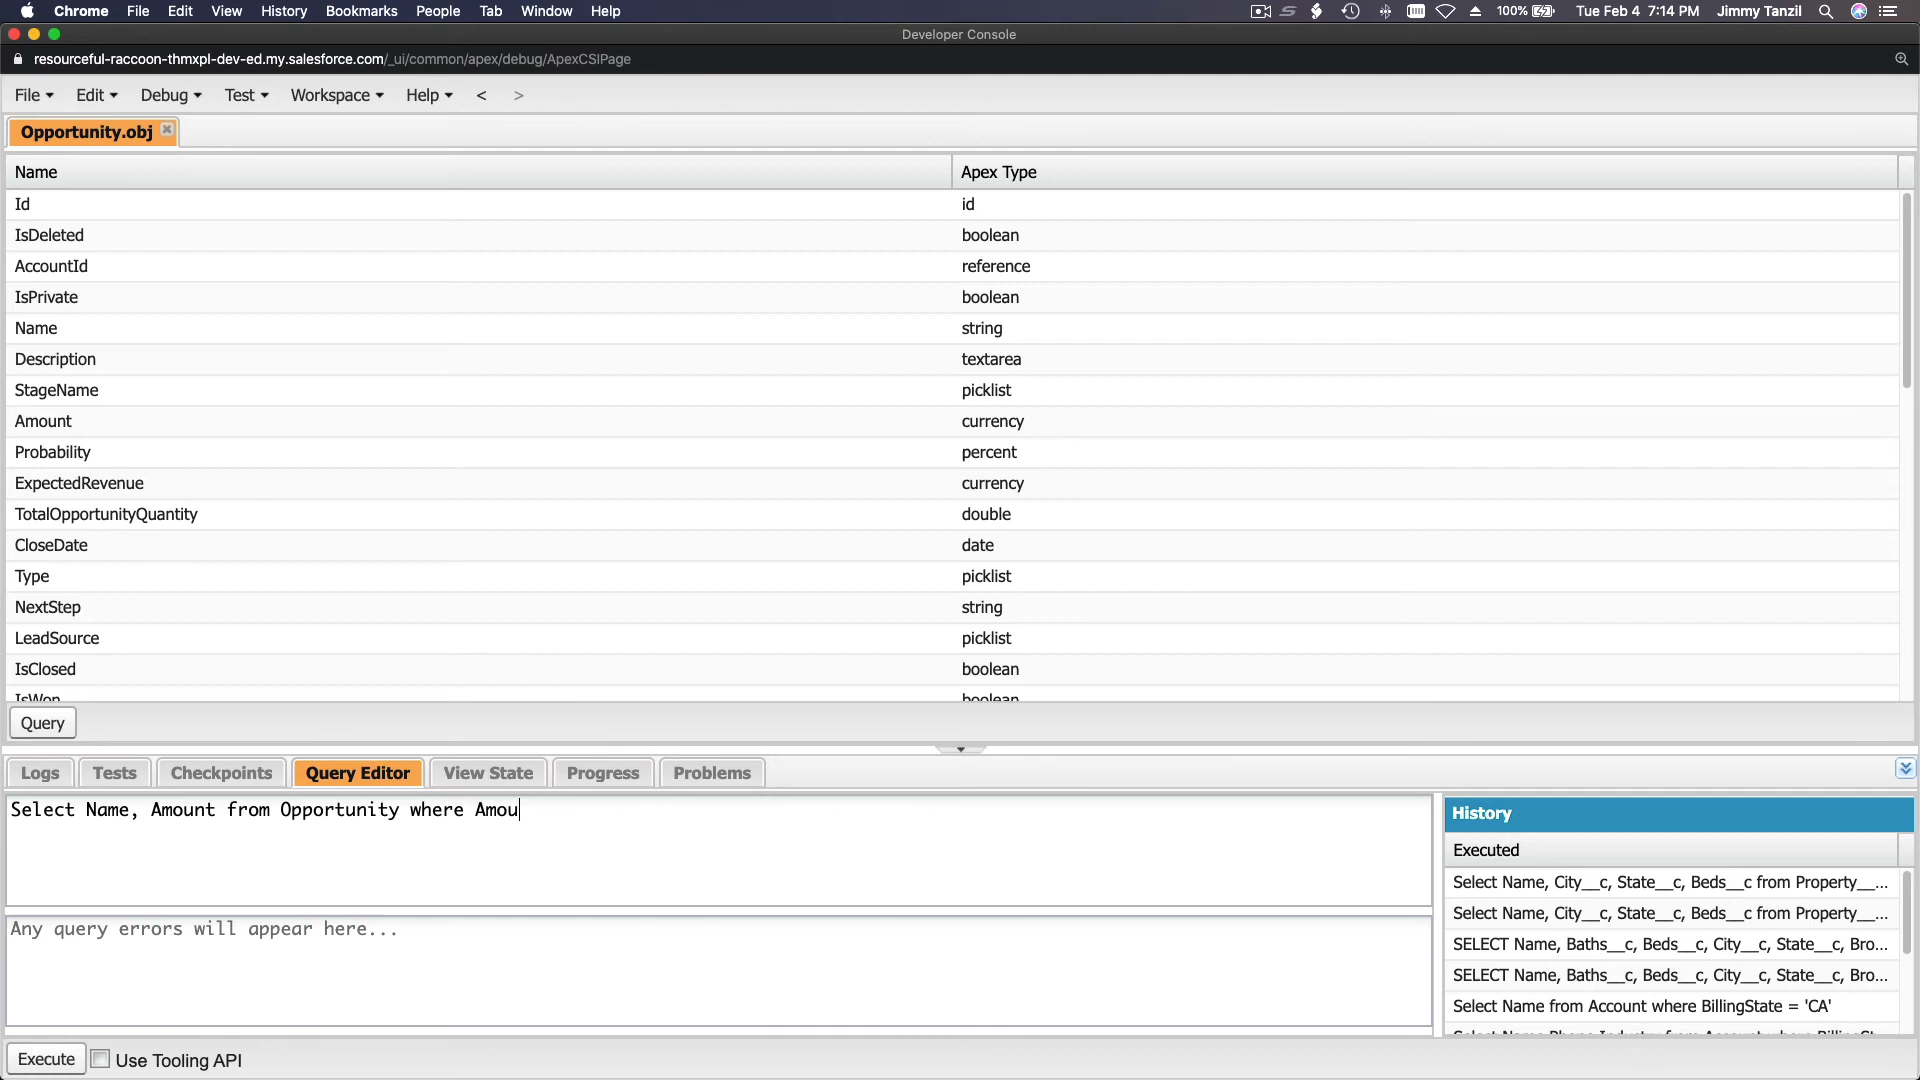 Chrome File Edit View History Bookmarks People Tab Window Help 100% Tue Feb 4 7:14 PM Jimmy Tanzil
Developer Console
resourceful-raccoon-thmxpl-dev-ed.my.salesforce.com/_ui/common/apex/debug/ApexCSIPage
File Edit Debug Test Workspace Help < >
Opportunity.obj
Name Apex Type
Id id
IsDeleted boolean
AccountId reference
IsPrivate boolean
Name string
Description textarea
StageName picklist
Amount currency
Probability percent
ExpectedRevenue currency
TotalOpportunityQuantity double
CloseDate date
Type picklist
NextStep string
LeadSource picklist
IsClosed boolean
IsWon boolean
Query
Logs Tests Checkpoints Query Editor View State Progress Problems
Select Name, Amount from Opportunity where Amou
Any query errors will appear here...
History
Executed
Select Name, City__c, State__c, Beds__c from Property__...
Select Name, City__c, State__c, Beds__c from Property__...
SELECT Name, Baths__c, Beds__c, City__c, State__c, Bro...
SELECT Name, Baths__c, Beds__c, City__c, State__c, Bro...
Select Name from Account where BillingState = 'CA'
Execute Use Tooling API